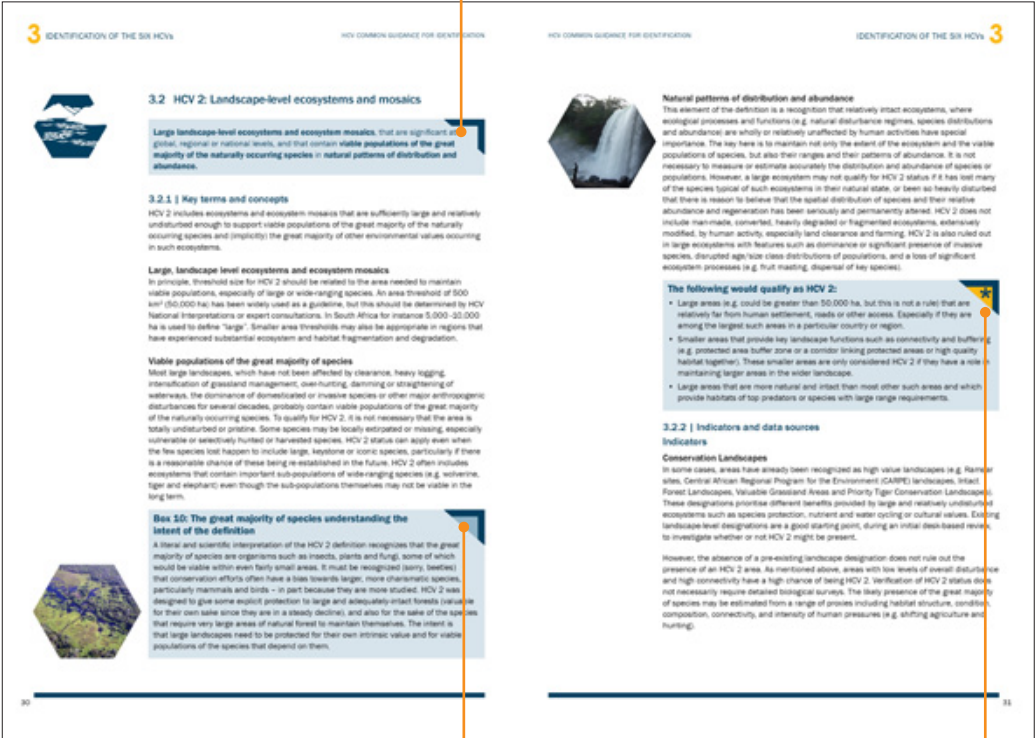 3 IDENTIFICATION OF THE SIX HCVs
HCV COMMON GUIDANCE FOR IDENTIFICATION
3.2 HCV 2: Landscape-level ecosystems and mosaics
Large landscape-level ecosystems and ecosystem mosaics, that are significant at
global, regional or national levels, and that contain viable populations of the great
majority of the naturally occurring species in natural patterns of distribution and
abundance.
3.2.1 | Key terms and concepts
HCV 2 includes ecosystems and ecosystem mosaics that are sufficiently large and relatively
undisturbed enough to support viable populations of the great majority of the naturally
occurring species and (implicitly) the great majority of other environmental values occurring
in such ecosystems.
Large, landscape level ecosystems and ecosystem mosaics
In principle, threshold size for HCV 2 should be related to the area needed to maintain
viable populations, especially of large or wide-ranging species. An area threshold of 500
km² (50,000 ha) has been widely used as a guideline, but this should be determined by HCV
National Interpretations or expert consultations. In South Africa for instance 5,000 -10,000
ha is used to define "large". Smaller area thresholds may also be appropriate in regions that
have experienced substantial ecosystem and habitat fragmentation and degradation.
Viable populations of the great majority of species
Most large landscapes, which have not been affected by clearance, heavy logging,
intensification of grassland management, over-hunting, damming or straightening of
waterways, the dominance of domesticated or invasive species or other major anthropogenic
disturbances for several decades, probably contain viable populations of the great majority
of the naturally occurring species. To qualify for HCV 2, it is not necessary that the area is
totally undisturbed or pristine. Some species may be locally extirpated or missing, especially
vulnerable or selectively hunted or harvested species. HCV 2 status can apply even when
the few species lost happen to include large, keystone or iconic species, particularly if there
is a reasonable chance of these being re-established in the future. HCV 2 often includes
ecosystems that contain important sub-populations of wide-ranging species (e.g. wolverine,
tiger and elephant) even though the sub-populations themselves may not be viable in the
long term.
Box 10: The great majority of species understanding the
intent of the definition
A literal and scientific interpretation of the HCV 2 definition recognizes that the great
majority of species are organisms such as insects, plants and fungi, some of which
would be viable within even fairly small areas. It must be recognized (sorry, beetles)
that conservation efforts often have a bias towards larger, more charismatic species,
particularly mammals and birds – in part because they are more studied. HCV 2 was
designed to give some explicit protection to large and adequately-intact forests (valuable
for their own sake since they are in a steady decline), and also for the sake of the species
that require very large areas of natural forest to maintain themselves. The intent is
that large landscapes need to be protected for their own intrinsic value and for viable
populations of the species that depend on them.
30
HCV COMMON GUIDANCE FOR IDENTIFICATION
IDENTIFICATION OF THE SIX HCVs 3
Natural patterns of distribution and abundance
This element of the definition is a recognition that relatively intact ecosystems, where
ecological processes and functions (e.g. natural disturbance regimes, species distributions
and abundance) are wholly or relatively unaffected by human activities have special
importance. The key here is to maintain not only the extent of the ecosystem and the viable
populations of species, but also their ranges and their patterns of abundance. It is not
necessary to measure or estimate accurately the distribution and abundance of species or
populations. However, a large ecosystem may not qualify for HCV 2 status if it has lost many
of the species typical of such ecosystems in their natural state, or been so heavily disturbed
that there is reason to believe that the spatial distribution of species and their relative
abundance and regeneration has been seriously and permanently altered. HCV 2 does not
include man-made, converted, heavily degraded or fragmented ecosystems, extensively
modified, by human activity, especially land clearance and farming. HCV 2 is also ruled out
in large ecosystems with features such as dominance or significant presence of invasive
species, disrupted age/size class distributions of populations, and a loss of significant
ecosystem processes (e.g. fruit masting, dispersal of key species).
The following would qualify as HCV 2:
• Large areas (e.g. could be greater than 50,000 ha, but this is not a rule) that are
relatively far from human settlement, roads or other access. Especially if they are
among the largest such areas in a particular country or region.
• Smaller areas that provide key landscape functions such as connectivity and buffering
(e.g. protected area buffer zone or a corridor linking protected areas or high quality
habitat together). These smaller areas are only considered HCV 2 if they have a role in
maintaining larger areas in the wider landscape.
• Large areas that are more natural and intact than most other such areas and which
provide habitats of top predators or species with large range requirements.
3.2.2 | Indicators and data sources
Indicators
Conservation Landscapes
In some cases, areas have already been recognized as high value landscapes (e.g. Ramsar
sites, Central African Regional Program for the Environment (CARPE) landscapes, Intact
Forest Landscapes, Valuable Grassland Areas and Priority Tiger Conservation Landscapes).
These designations prioritise different benefits provided by large and relatively undisturbed
ecosystems such as species protection, nutrient and water cycling or cultural values. Existing
landscape-level designations are a good starting point, during an initial desk-based review,
to investigate whether or not HCV 2 might be present.
However, the absence of a pre-existing landscape designation does not rule out the
presence of an HCV 2 area. As mentioned above, areas with low levels of overall disturbance
and high connectivity have a high chance of being HCV 2. Verification of HCV 2 status does
not necessarily require detailed biological surveys. The likely presence of the great majority
of species may be estimated from a range of proxies including habitat structure, condition,
composition, connectivity, and intensity of human pressures (e.g. shifting agriculture and
hunting).
31